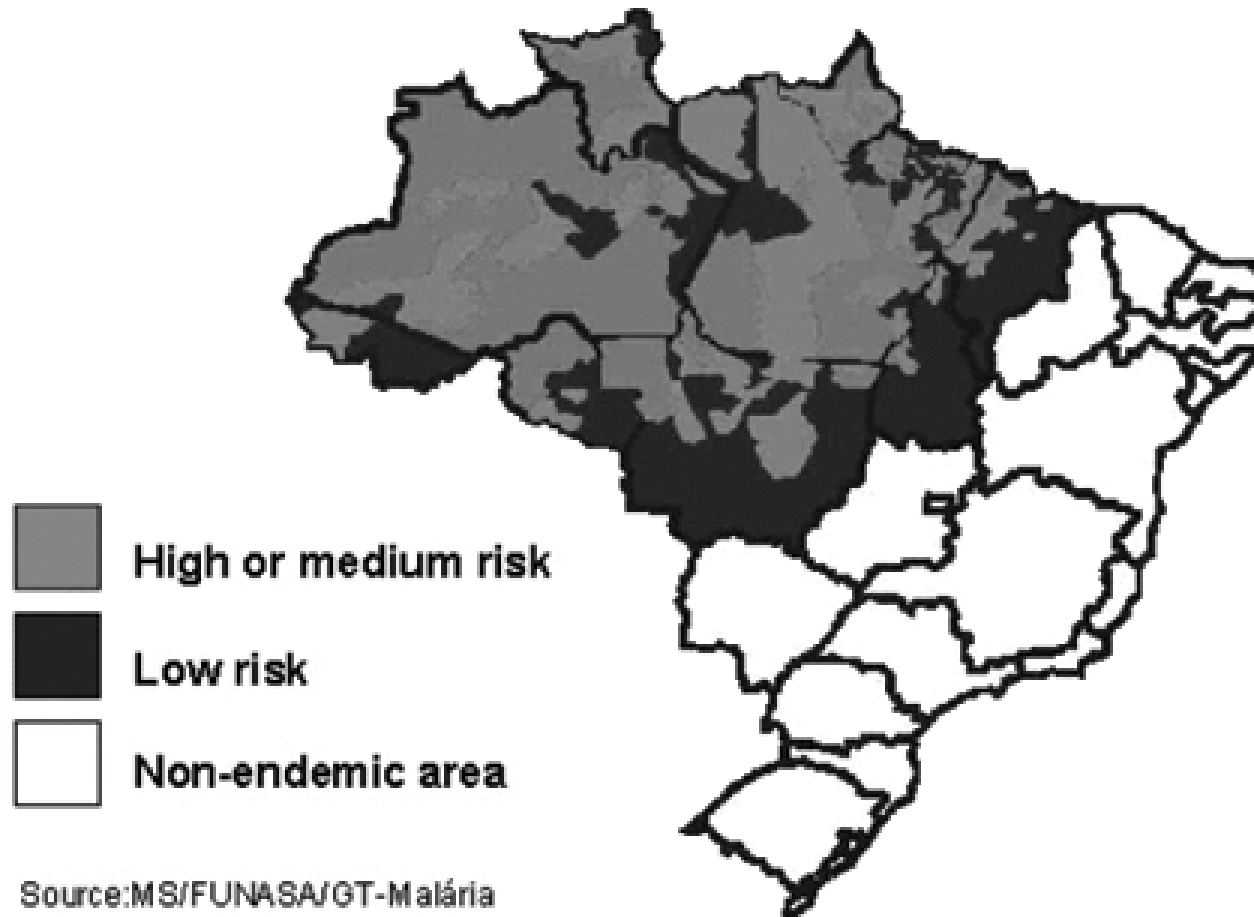 High or medium risk
Low risk
Non-endemic area
Source:MS/FUNASA/GT-Malária